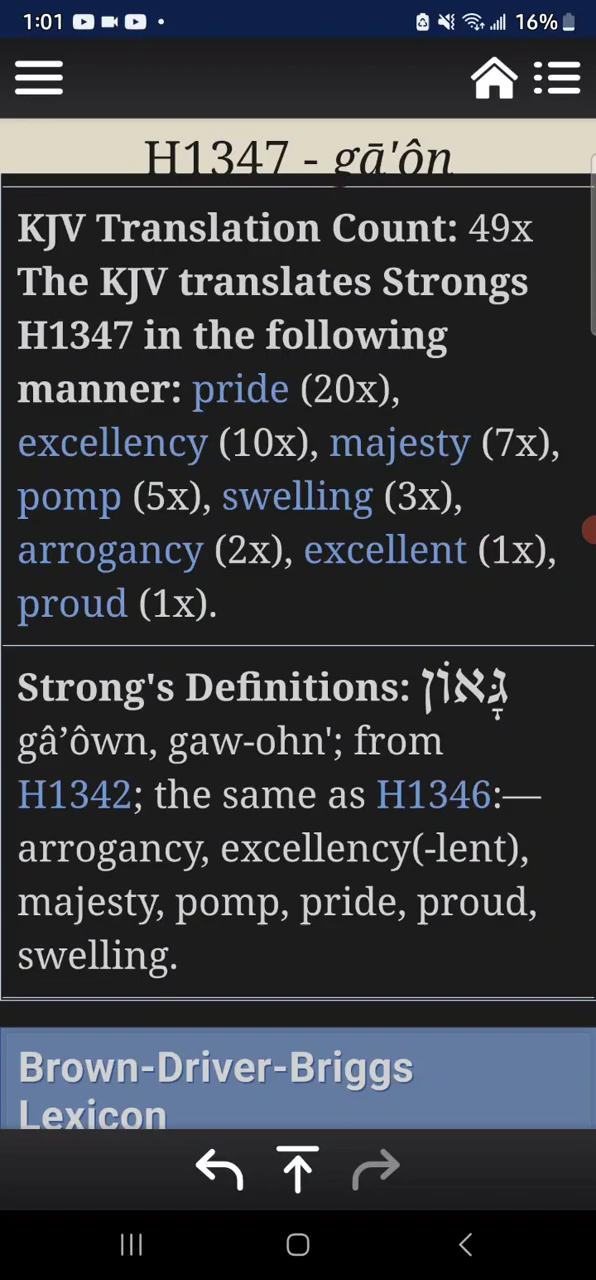 1:01
16%
H1347 - gā'ôn
KJV Translation Count: 49x
The KJV translates Strongs
H1347 in the following
manner: pride (20x),
excellency (10x), majesty (7x),
pomp (5x), swelling (3x),
arrogancy (2x), excellent (1x),
proud (1x).
Strong's Definitions: גָּאוֹן
gâʼôwn, gaw-ohn'; from
H1342; the same as H1346:—
arrogancy, excellency(-lent),
majesty, pomp, pride, proud,
swelling.
Brown-Driver-Briggs
Lexicon